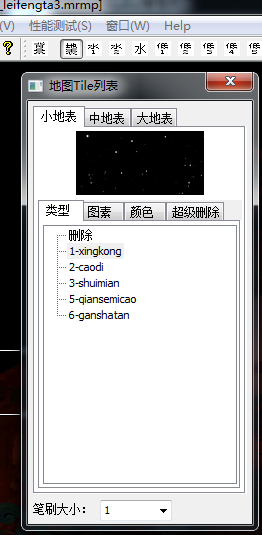 _leifengta3.mrmp]
(V) 性能测试(S) 窗口(W) Help
地图Tile列表
小地表 中地表 大地表
类型 图素 颜色 超级删除
删除
1-xingkong
2-caodi
3-shuimian
5-qiansemicao
6-ganshatan
笔刷大小: 1